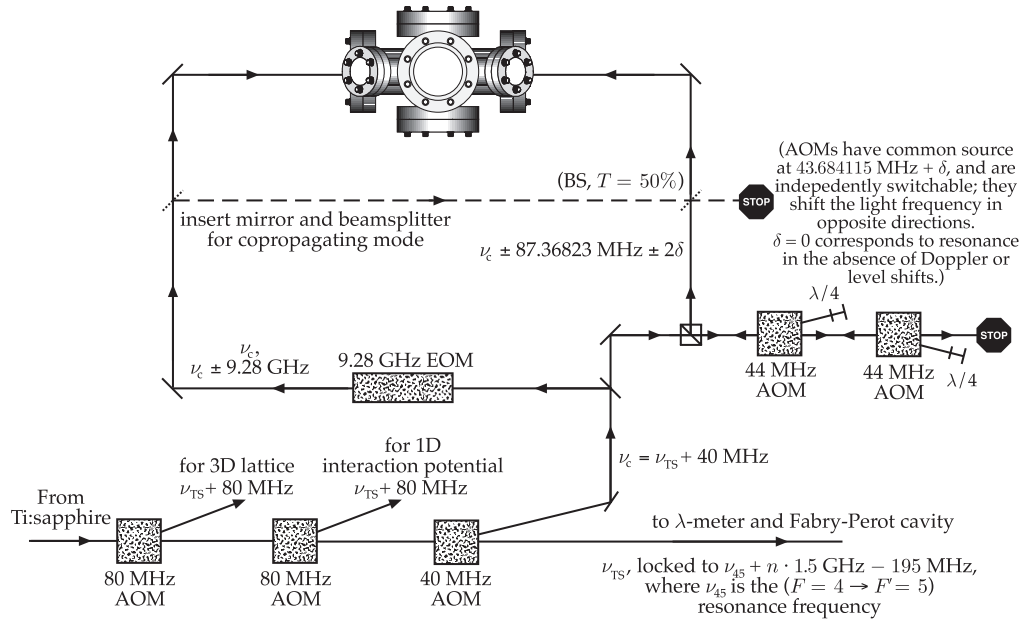 (AOMs have common source
at 43.684115 MHz + δ, and are
indepedently switchable; they
shift the light frequency in
opposite directions.
δ = 0 corresponds to resonance
in the absence of Doppler or
level shifts.)
(BS, T = 50%)
STOP
insert mirror and beamsplitter
for copropagating mode
ν_c ± 87.36823 MHz ± 2δ
λ/4
STOP
ν_c,
ν_c ± 9.28 GHz
9.28 GHz EOM
44 MHz
AOM
44 MHz
AOM
λ/4
for 3D lattice
ν_TS + 80 MHz
for 1D
interaction potential
ν_TS + 80 MHz
ν_c = ν_TS + 40 MHz
From
Ti:sapphire
to λ-meter and Fabry-Perot cavity
80 MHz
AOM
80 MHz
AOM
40 MHz
AOM
ν_TS, locked to ν_45 + n · 1.5 GHz − 195 MHz,
where ν_45 is the (F = 4 → F′ = 5)
resonance frequency